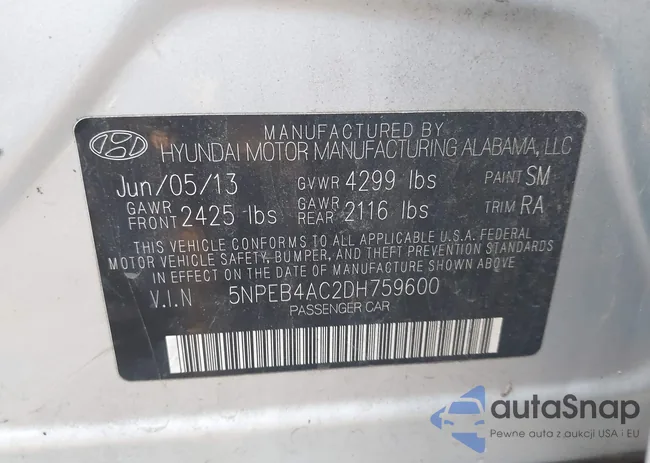 MANUFACTURED BY
HYUNDAI MOTOR MANUFACTURING ALABAMA, LLC
Jun/05/13 GVWR 4299 lbs PAINT SM
GAWR FRONT 2425 lbs GAWR REAR 2116 lbs TRIM RA
THIS VEHICLE CONFORMS TO ALL APPLICABLE U.S.A. FEDERAL
MOTOR VEHICLE SAFETY, BUMPER, AND THEFT PREVENTION STANDARDS
IN EFFECT ON THE DATE OF MANUFACTURE SHOWN ABOVE.
V.I.N 5NPEB4AC2DH759600
PASSENGER CAR
autoSnap
Pewne auta z aukcji USA i EU